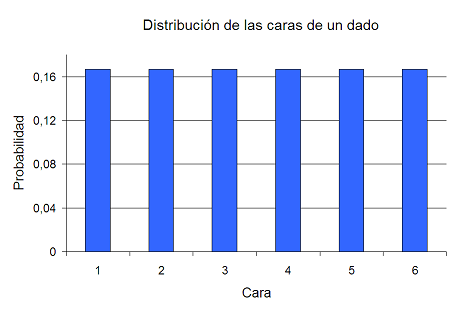 Distribución de las caras de un dado
Probabilidad
0,16
0,12
0,08
0,04
0
1 2 3 4 5 6
Cara